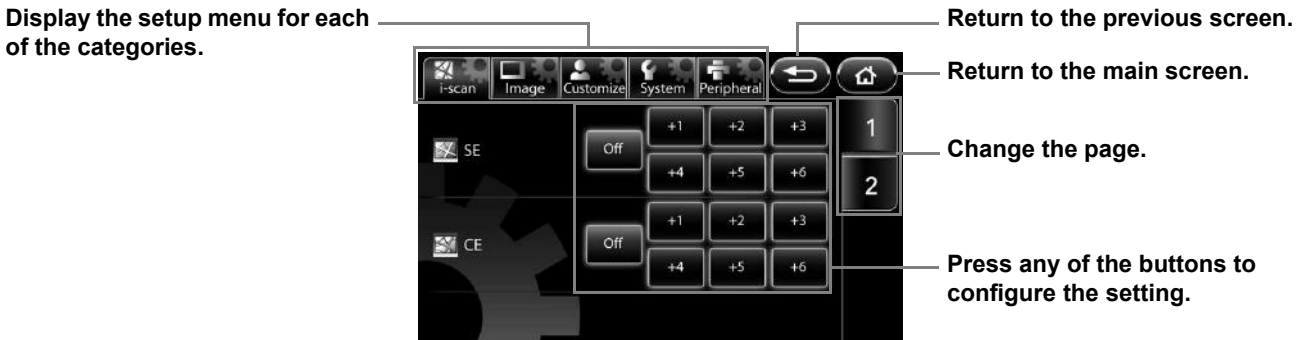 Display the setup menu for each
of the categories.
Return to the previous screen.
Return to the main screen.
i-scan Image Customize System Peripheral
Change the page.
1
2
SE
Off
+1 +2 +3
+4 +5 +6
CE
Off
+1 +2 +3
+4 +5 +6
Press any of the buttons to
configure the setting.